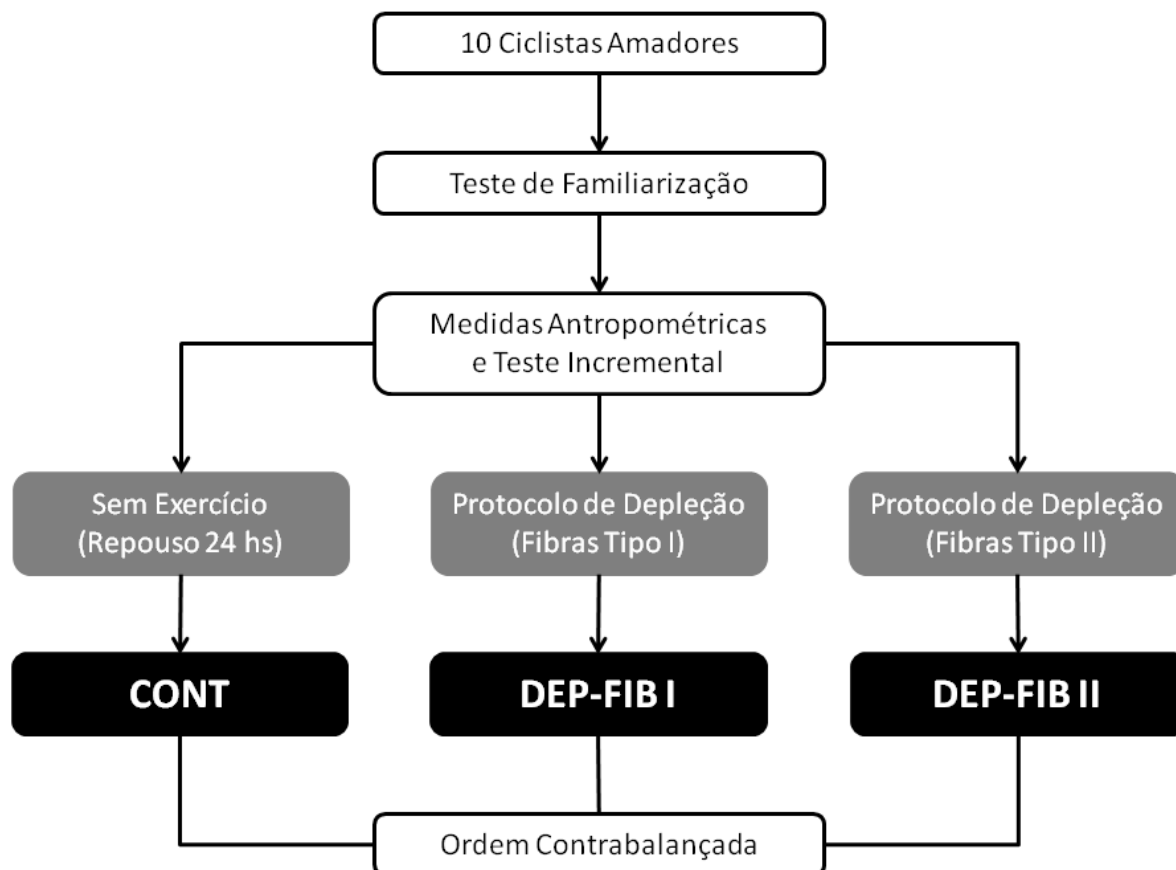 10 Ciclistas Amadores
Teste de Familiarização
Medidas Antropométricas
e Teste Incremental
Sem Exercício
(Repouso 24 hs)
Protocolo de Depleção
(Fibras Tipo I)
Protocolo de Depleção
(Fibras Tipo II)
CONT
DEP-FIB I
DEP-FIB II
Ordem Contrabalançada